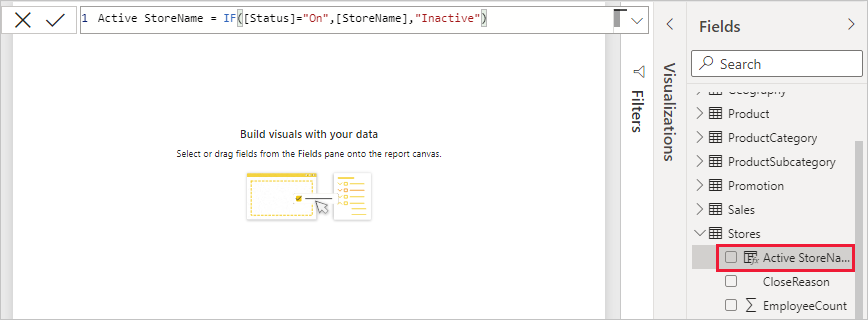 1 Active StoreName = IF([Status]="On",[StoreName],"Inactive")
Build visuals with your data
Select or drag fields from the Fields pane onto the report canvas.
Filters
Visualizations
Fields
Search
Geography
Product
ProductCategory
ProductSubcategory
Promotion
Sales
Stores
Active StoreNa...
CloseReason
EmployeeCount